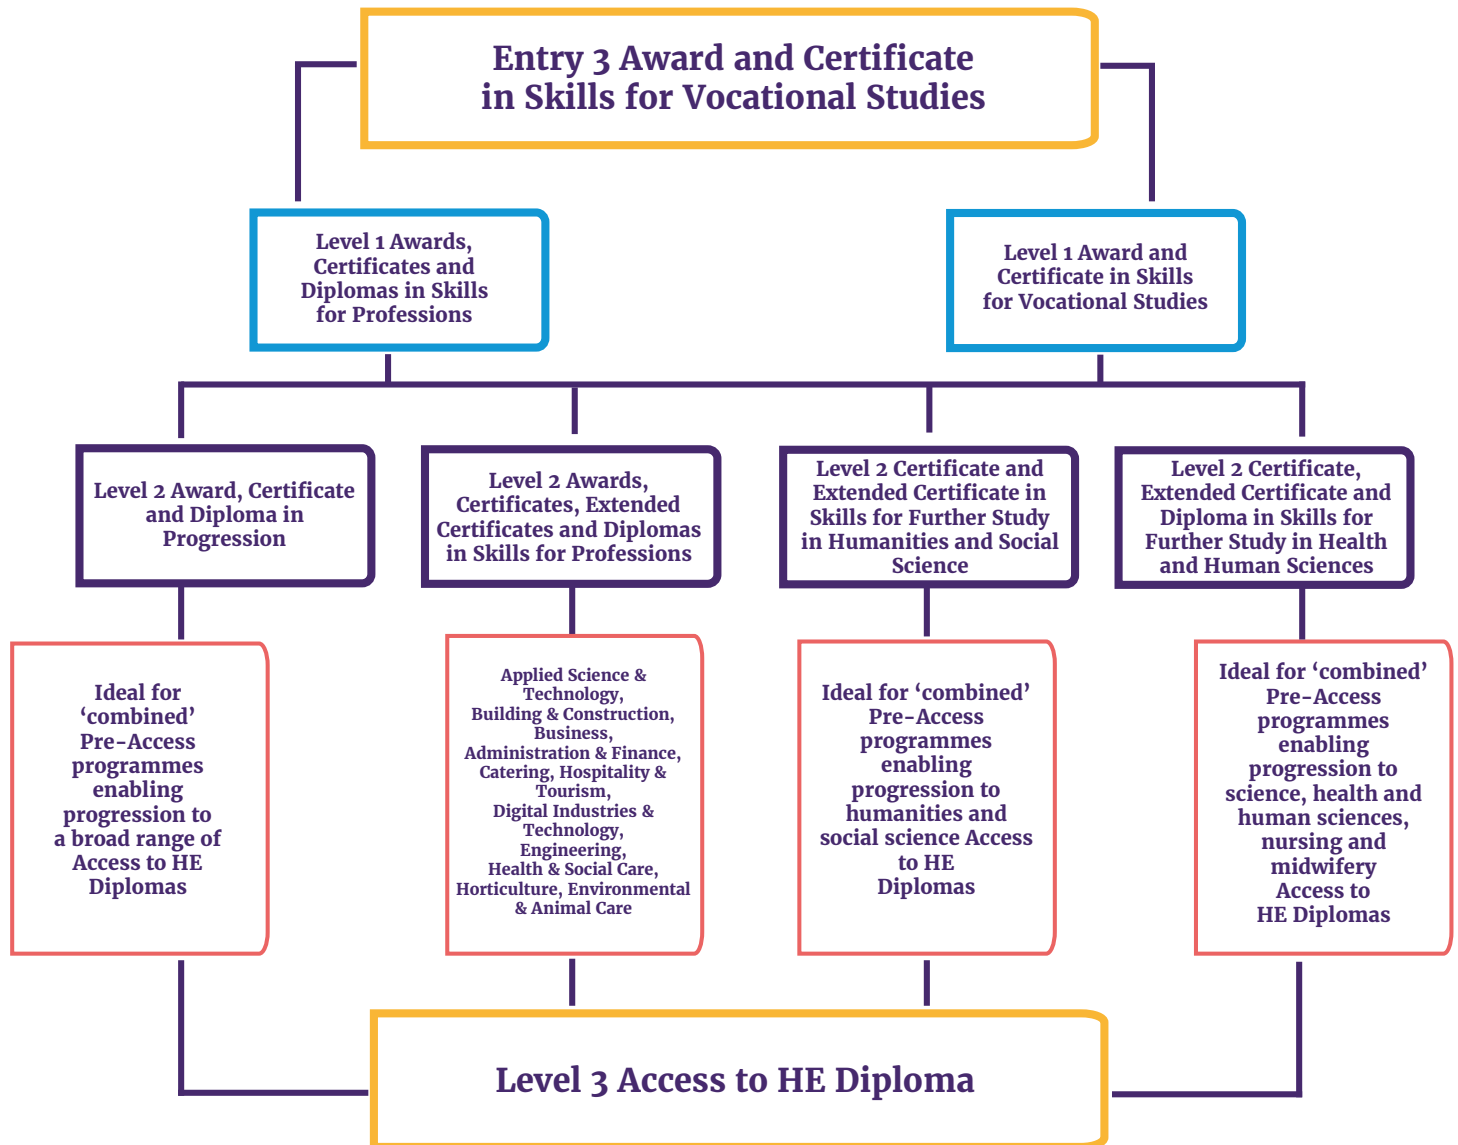 Entry 3 Award and Certificate
in Skills for Vocational Studies
Level 1 Awards,
Certificates and
Diplomas in Skills
for Professions
Level 1 Award and
Certificate in Skills
for Vocational Studies
Level 2 Award, Certificate
and Diploma in
Progression
Level 2 Awards,
Certificates, Extended
Certificates and Diplomas
in Skills for Professions
Level 2 Certificate and
Extended Certificate in
Skills for Further Study
in Humanities and Social
Science
Level 2 Certificate,
Extended Certificate and
Diploma in Skills for
Further Study in Health
and Human Sciences
Ideal for
‘combined’
Pre-Access
programmes
enabling
progression to
a broad range of
Access to HE
Diplomas
Applied Science &
Technology,
Building & Construction,
Business,
Administration & Finance,
Catering, Hospitality &
Tourism,
Digital Industries &
Technology,
Engineering,
Health & Social Care,
Horticulture, Environmental
& Animal Care
Ideal for ‘combined’
Pre-Access
programmes
enabling
progression to
humanities and
social science Access
to HE
Diplomas
Ideal for ‘combined’
Pre-Access
programmes
enabling
progression to
science, health and
human sciences,
nursing and
midwifery
Access to
HE Diplomas
Level 3 Access to HE Diploma